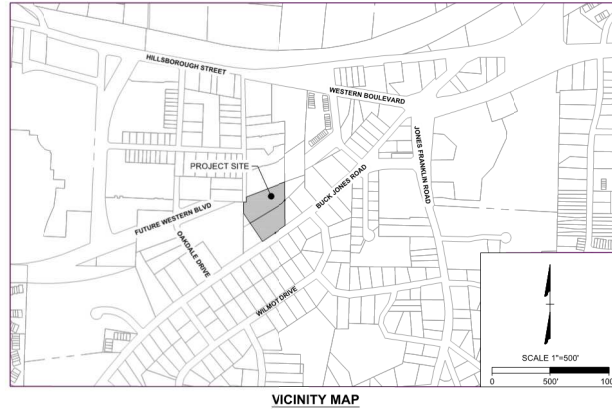 HILLSBOROUGH STREET
WESTERN BOULEVARD
JONES FRANKLIN ROAD
PROJECT SITE
BUCK JONES ROAD
FUTURE WESTERN BLVD
OAKDALE DRIVE
WILMOT DRIVE
SCALE 1"=500'
0 500' 100
VICINITY MAP